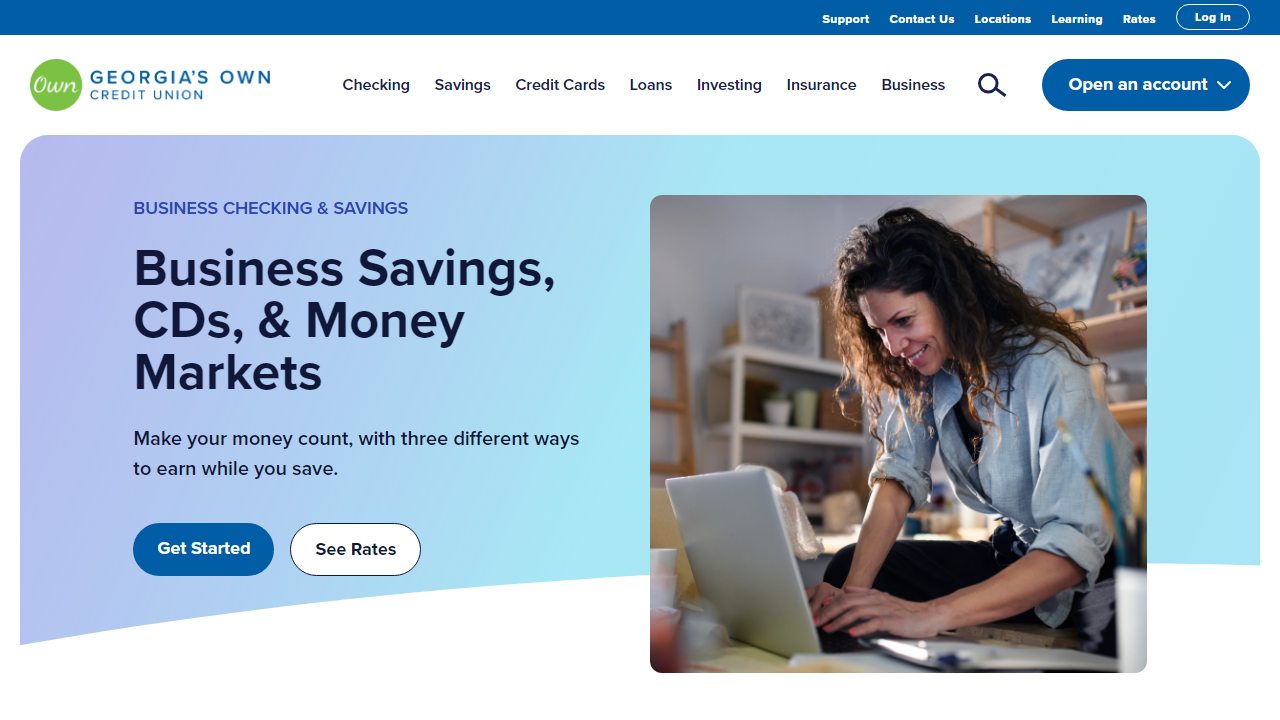 Support Contact Us Locations Learning Rates Log In
Own GEORGIA'S OWN
CREDIT UNION
Checking Savings Credit Cards Loans Investing Insurance Business
Open an account
BUSINESS CHECKING & SAVINGS
Business Savings,
CDs, & Money
Markets
Make your money count, with three different ways
to earn while you save.
Get Started See Rates